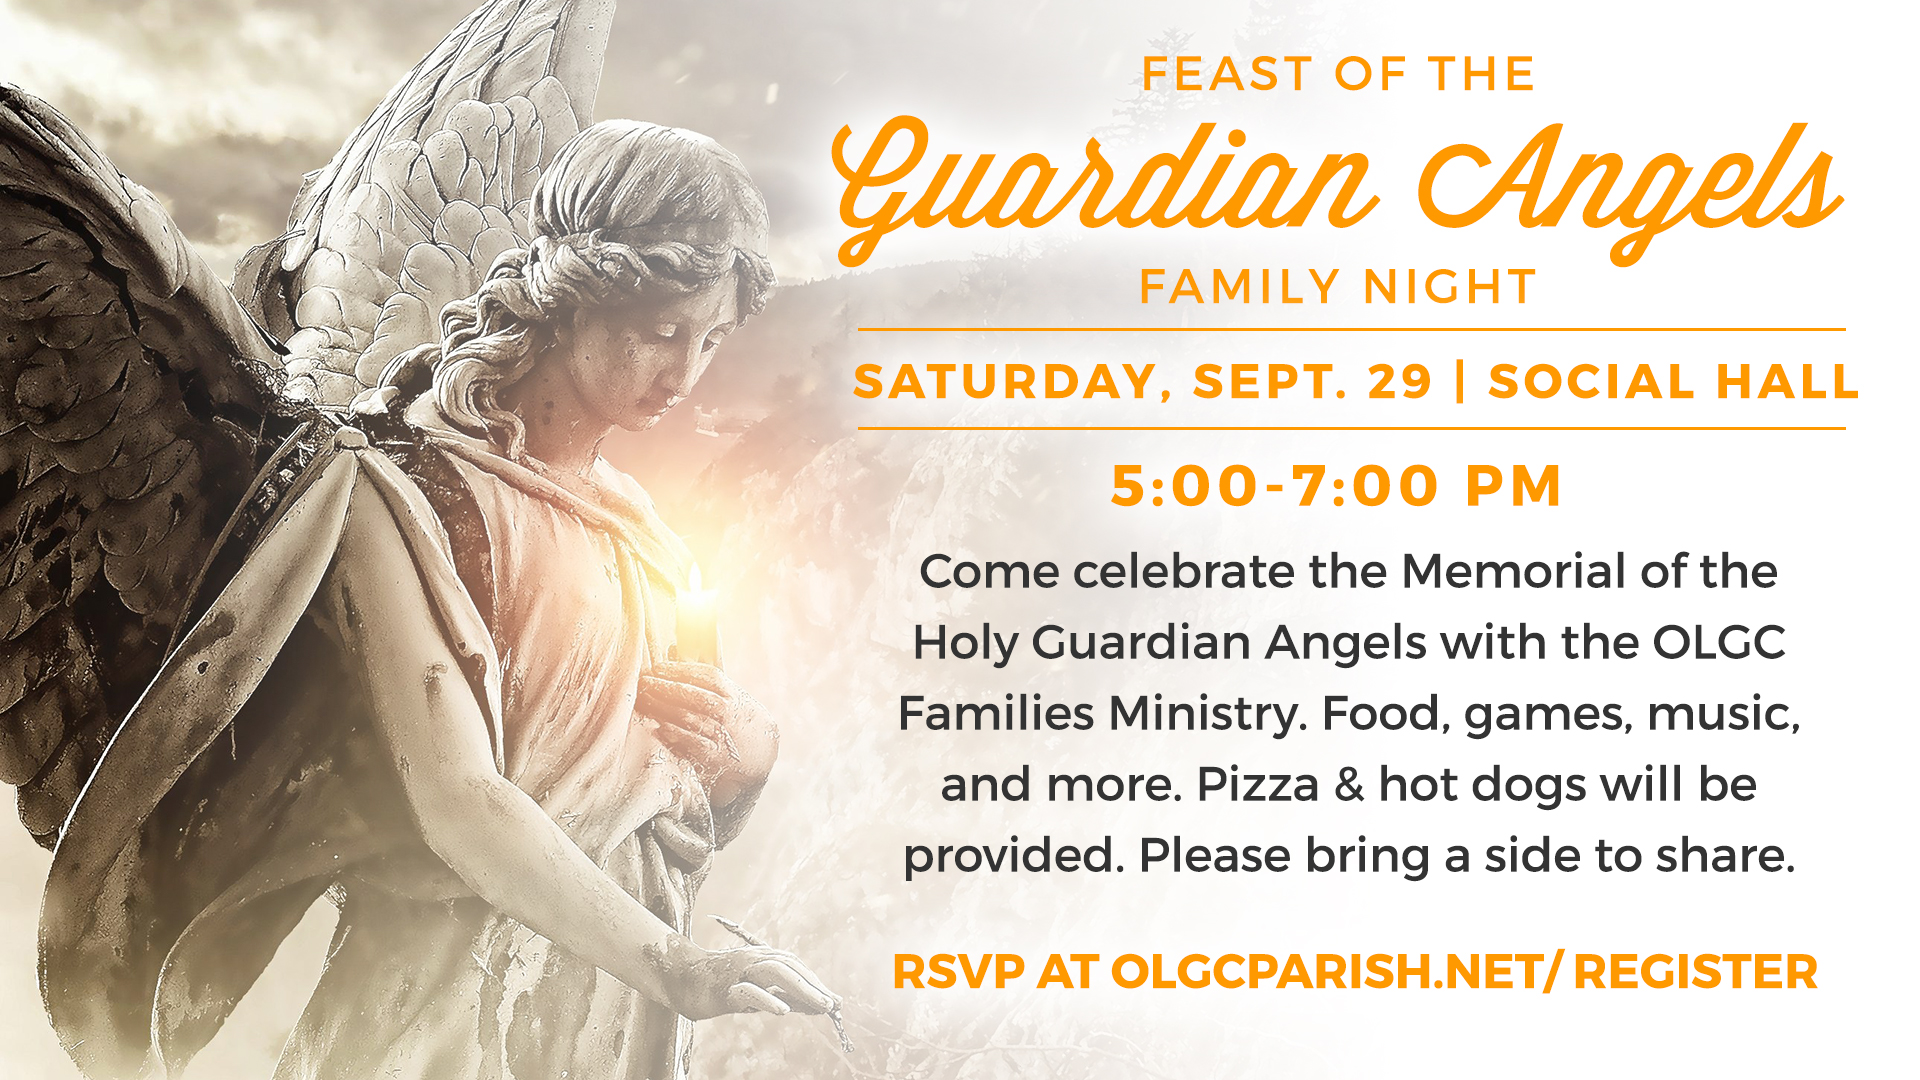 FEAST OF THE
Guardian Angels
FAMILY NIGHT
SATURDAY, SEPT. 29 | SOCIAL HALL
5:00-7:00 PM
Come celebrate the Memorial of the
Holy Guardian Angels with the OLGC
Families Ministry. Food, games, music,
and more. Pizza & hot dogs will be
provided. Please bring a side to share.
RSVP AT OLGCPARISH.NET/ REGISTER